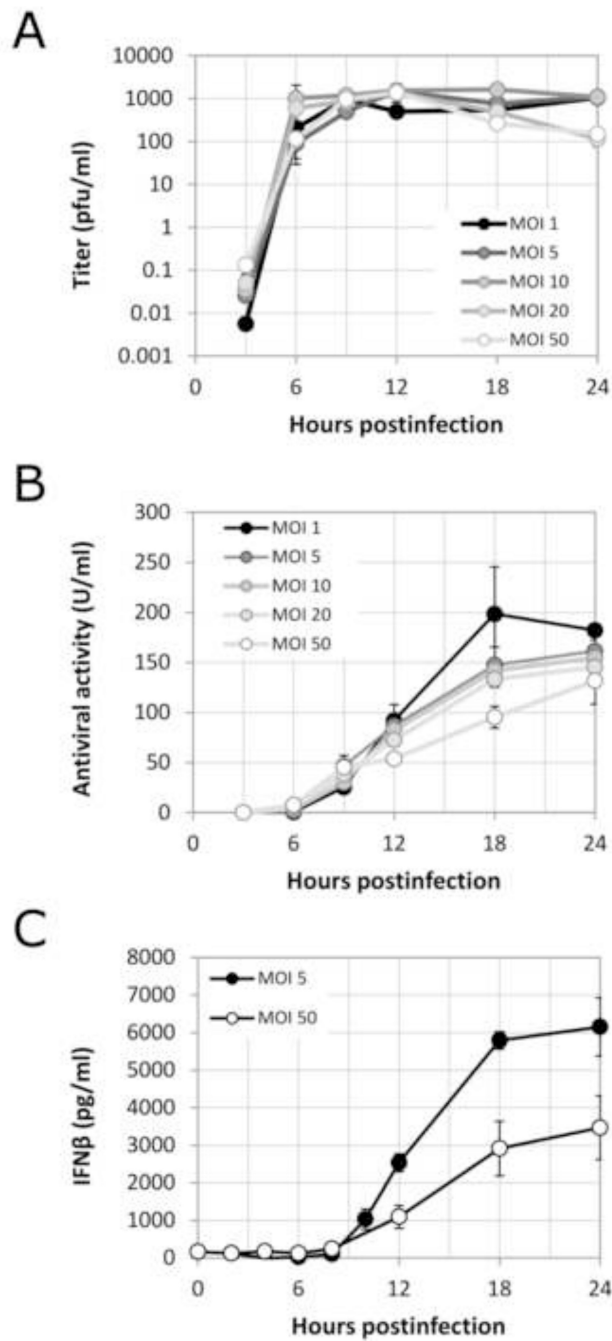 A
10000
1000
100
10
1
0.1
0.01
0.001
Titer (pfu/ml)
MOI 1
MOI 5
MOI 10
MOI 20
MOI 50
0 6 12 18 24
Hours postinfection
B
300
250
200
150
100
50
0
Antiviral activity (U/ml)
MOI 1
MOI 5
MOI 10
MOI 20
MOI 50
0 6 12 18 24
Hours postinfection
C
8000
7000
6000
5000
4000
3000
2000
1000
0
IFNβ (pg/ml)
MOI 5
MOI 50
0 6 12 18 24
Hours postinfection